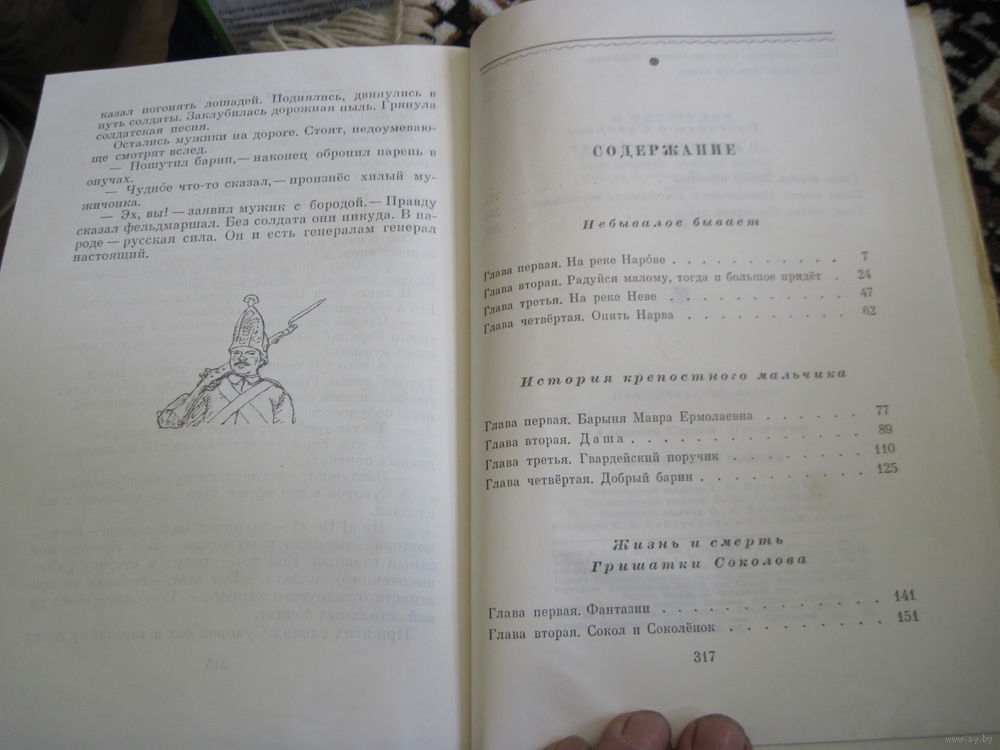 казал погонять лошадей. Поднялись, двинулись в
путь солдаты. Заклубилась дорожная пыль. Грянула
солдатская песня.
Остались мужики на дороге. Стоят, недоумеваю-
ще смотрят вслед.
— Пошутил барин,— наконец обронил парень в
онучах.
— Чудно́е что-то сказал,— произнёс хилый му-
жичонка.
— Эх, вы! — заявил мужик с бородой.— Правду
сказал фельдмаршал. Без солдата они никуда. В на-
роде — русская сила. Он и есть генералам генерал
настоящий.
СОДЕРЖАНИЕ
Небывалое бывает
Глава первая. На реке Наро́ве . . . . . . . . . . . 7
Глава вторая. Радуйся малому, тогда и большое придёт . 24
Глава третья. На реке Неве . . . . . . . . . . . 47
Глава четвёртая. Опять Нарва . . . . . . . . . . 62
История крепостного мальчика
Глава первая. Барыня Мавра Ермолаевна . . . . . . . 77
Глава вторая. Даша . . . . . . . . . . . . . . 89
Глава третья. Гвардейский поручик . . . . . . . . . 110
Глава четвёртая. Добрый барин . . . . . . . . . . 125
Жизнь и смерть
Гришатки Соколова
Глава первая. Фантазии . . . . . . . . . . . . . 141
Глава вторая. Сокол и Соколёнок . . . . . . . . . 151
317
www.ay.by